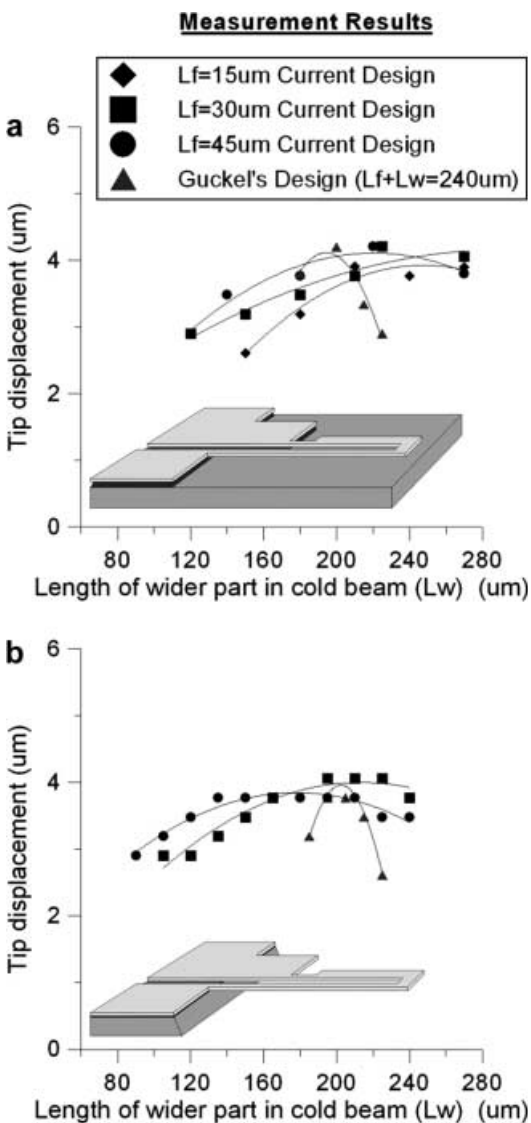 Measurement Results
Lf=15um Current Design
Lf=30um Current Design
Lf=45um Current Design
Guckel's Design (Lf+Lw=240um)
a
6
4
2
0
Tip displacement (um)
80 120 160 200 240 280
Length of wider part in cold beam (Lw) (um)
b
6
4
2
0
Tip displacement (um)
80 120 160 200 240 280
Length of wider part in cold beam (Lw) (um)